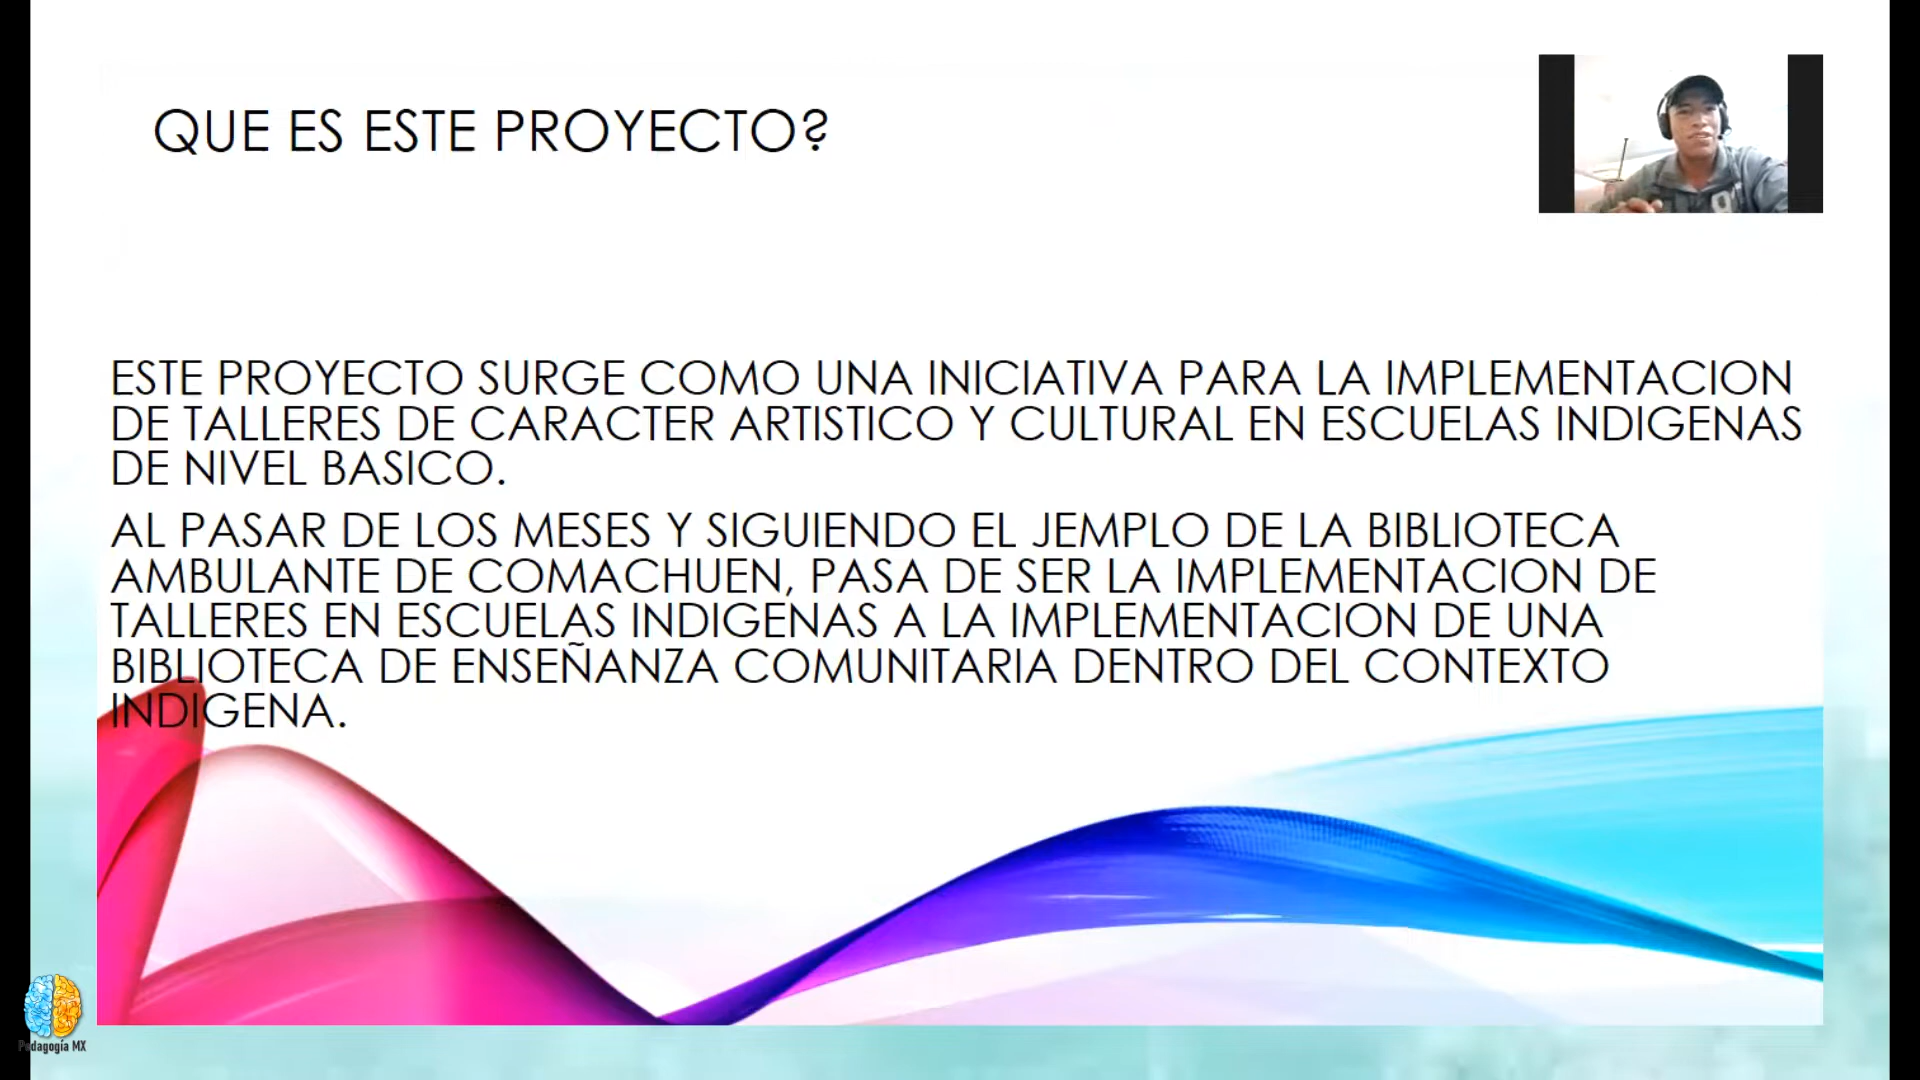 QUE ES ESTE PROYECTO?
ESTE PROYECTO SURGE COMO UNA INICIATIVA PARA LA IMPLEMENTACION
DE TALLERES DE CARACTER ARTISTICO Y CULTURAL EN ESCUELAS INDIGENAS
DE NIVEL BASICO.
AL PASAR DE LOS MESES Y SIGUIENDO EL JEMPLO DE LA BIBLIOTECA
AMBULANTE DE COMACHUEN, PASA DE SER LA IMPLEMENTACION DE
TALLERES EN ESCUELAS INDIGENAS A LA IMPLEMENTACION DE UNA
BIBLIOTECA DE ENSEÑANZA COMUNITARIA DENTRO DEL CONTEXTO
INDIGENA.
Pedagogía MX